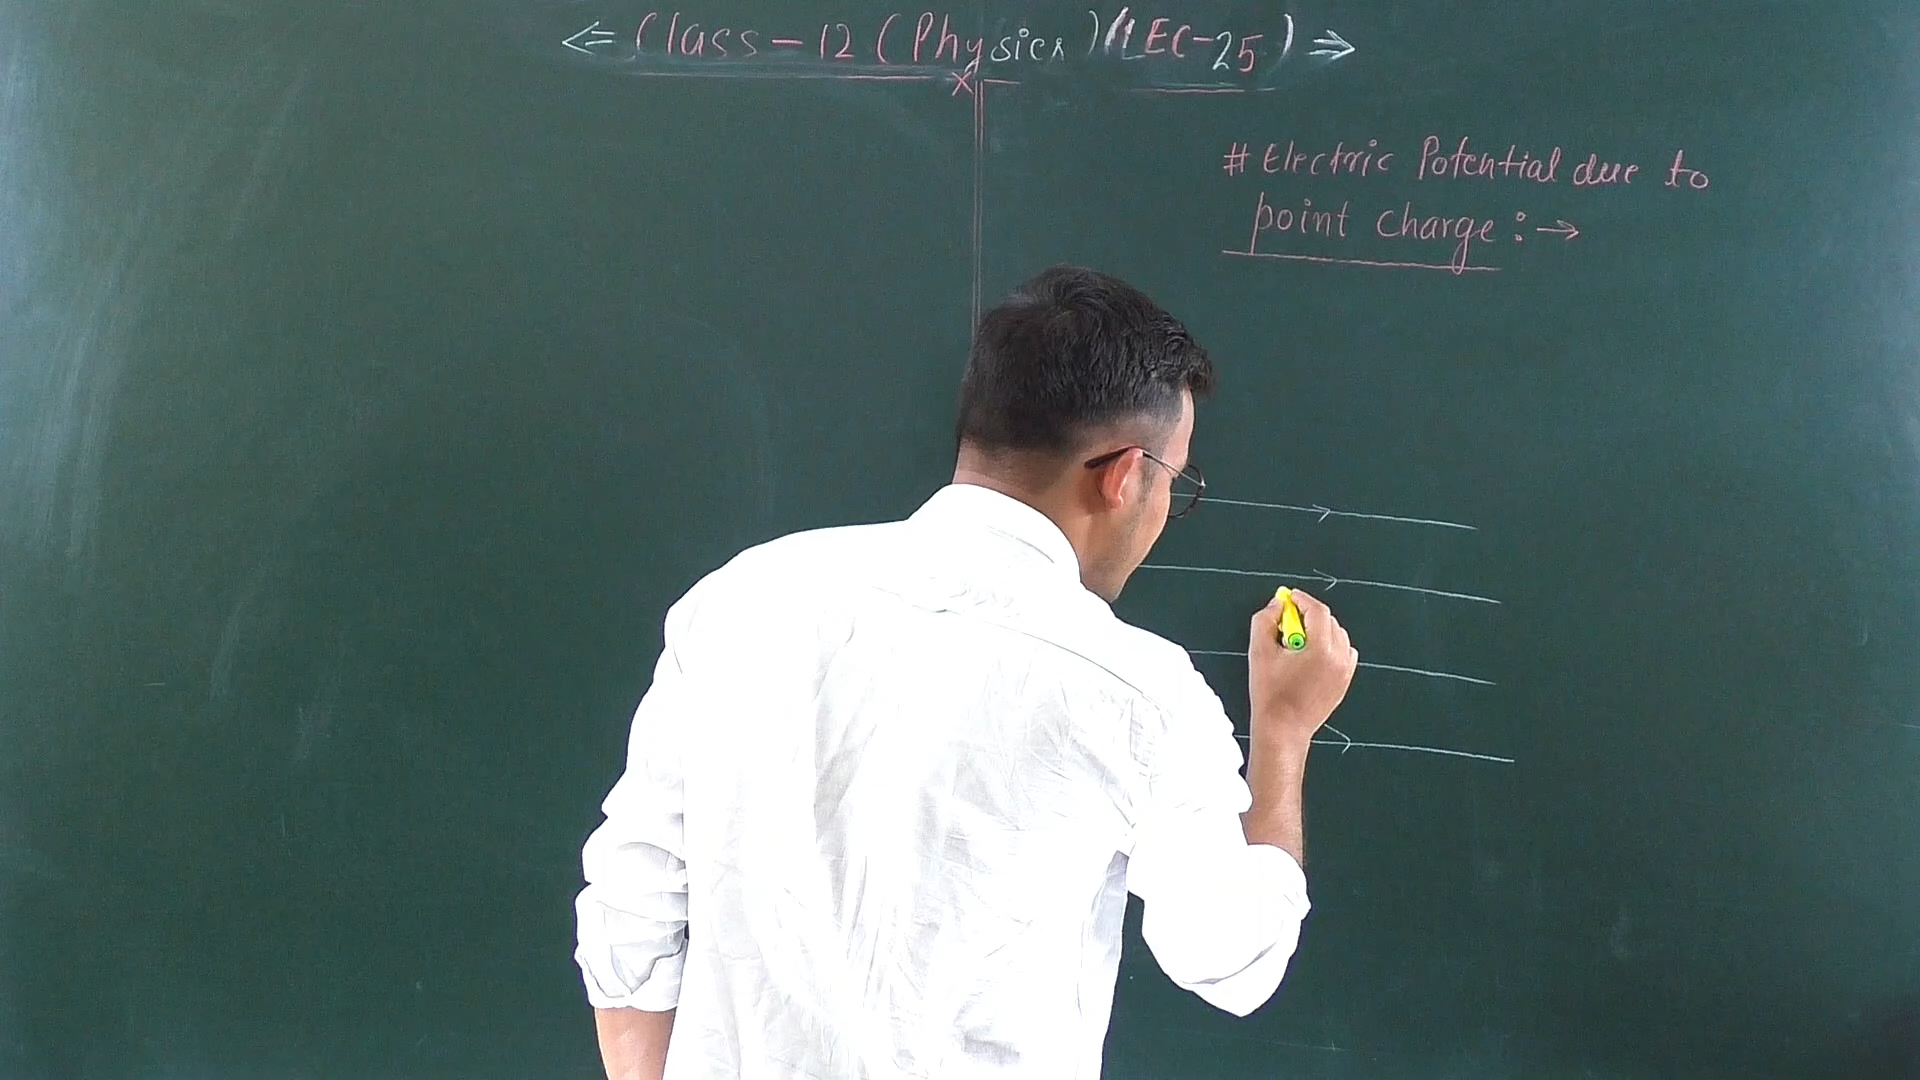 ⇐ Class-12 (Physics) (LEC-25) ⇒
# Electric Potential due to
point charge :→